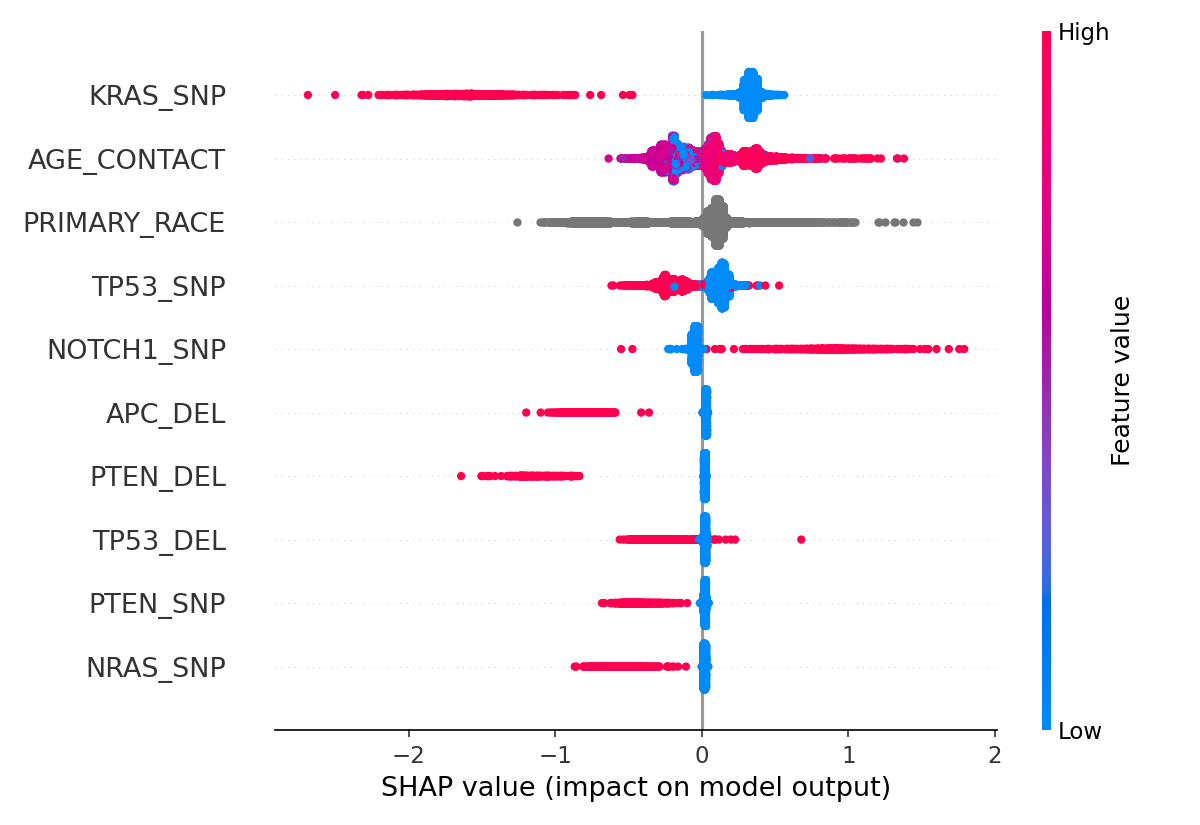 High
KRAS_SNP
AGE_CONTACT
PRIMARY_RACE
TP53_SNP
NOTCH1_SNP
APC_DEL
PTEN_DEL
TP53_DEL
PTEN_SNP
NRAS_SNP
Feature value
Low
−2 −1 0 1 2
SHAP value (impact on model output)